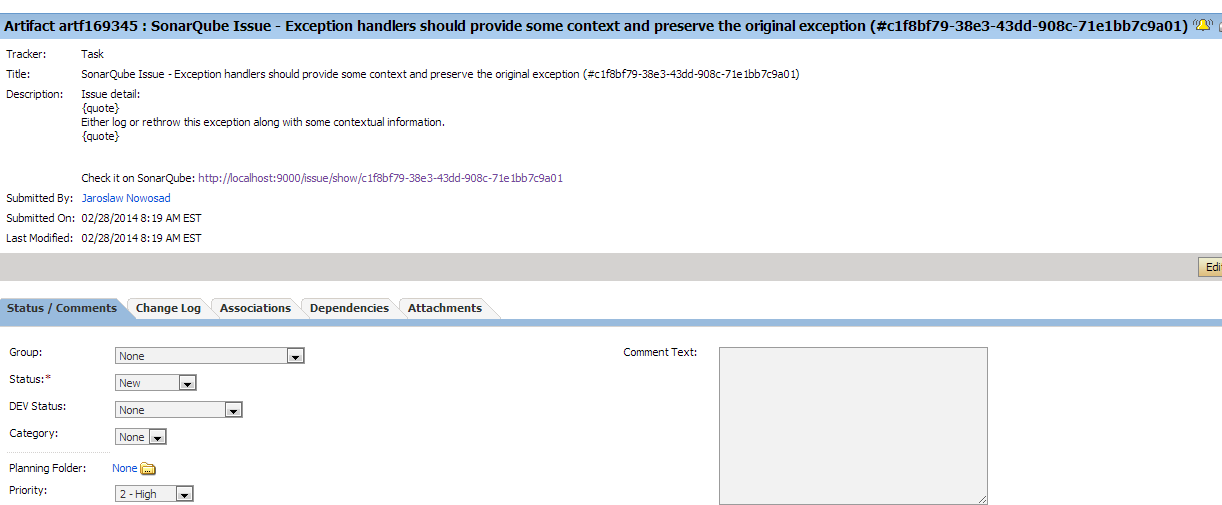 Artifact artf169345 : SonarQube Issue - Exception handlers should provide some context and preserve the original exception (#c1f8bf79-38e3-43dd-908c-71e1bb7c9a01)
Tracker: Task
Title: SonarQube Issue - Exception handlers should provide some context and preserve the original exception (#c1f8bf79-38e3-43dd-908c-71e1bb7c9a01)
Description: Issue detail:
{quote}
Either log or rethrow this exception along with some contextual information.
{quote}
Check it on SonarQube: http://localhost:9000/issue/show/c1f8bf79-38e3-43dd-908c-71e1bb7c9a01
Submitted By: Jaroslaw Nowosad
Submitted On: 02/28/2014 8:19 AM EST
Last Modified: 02/28/2014 8:19 AM EST
Edi
Status / Comments Change Log Associations Dependencies Attachments
Group: None Comment Text:
Status:* New
DEV Status: None
Category: None
Planning Folder: None
Priority: 2 - High